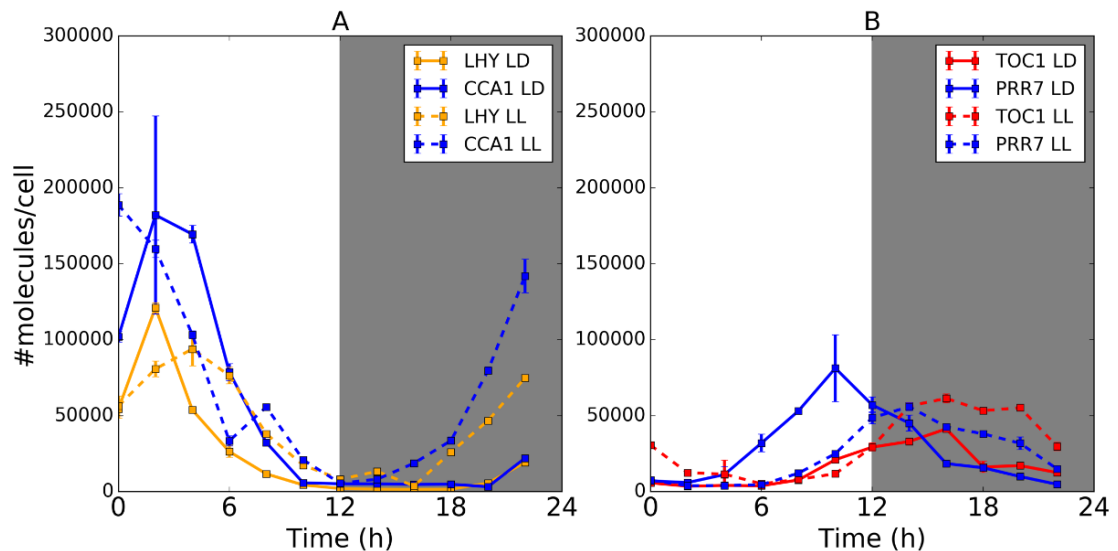 A
B
#molecules/cell
300000
250000
200000
150000
100000
50000
0
LHY LD
CCA1 LD
LHY LL
CCA1 LL
0
6
12
18
24
Time (h)
300000
250000
200000
150000
100000
50000
0
TOC1 LD
PRR7 LD
TOC1 LL
PRR7 LL
0
6
12
18
24
Time (h)